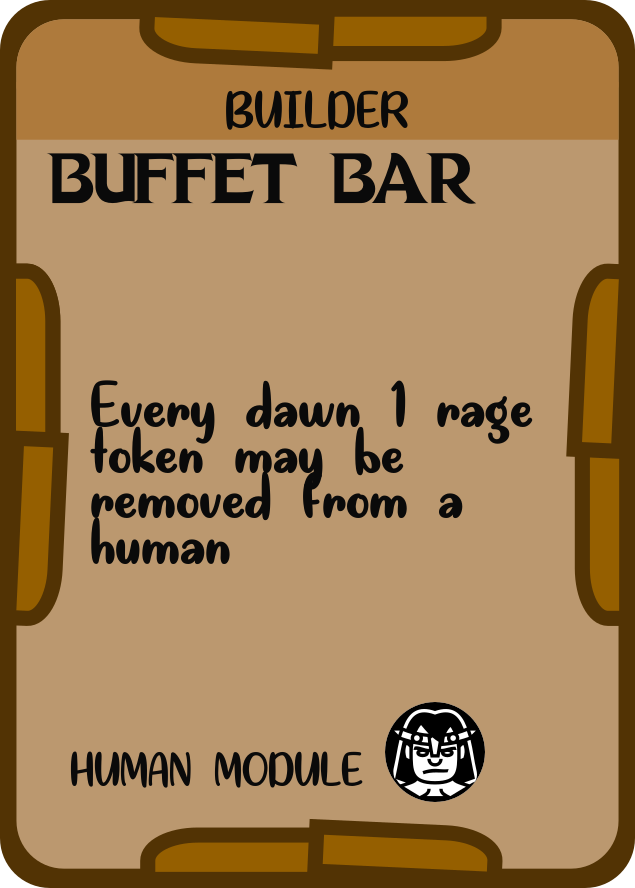 BUILDER
BUFFET BAR
Every dawn 1 rage
token may be
removed from a
human
HUMAN MODULE